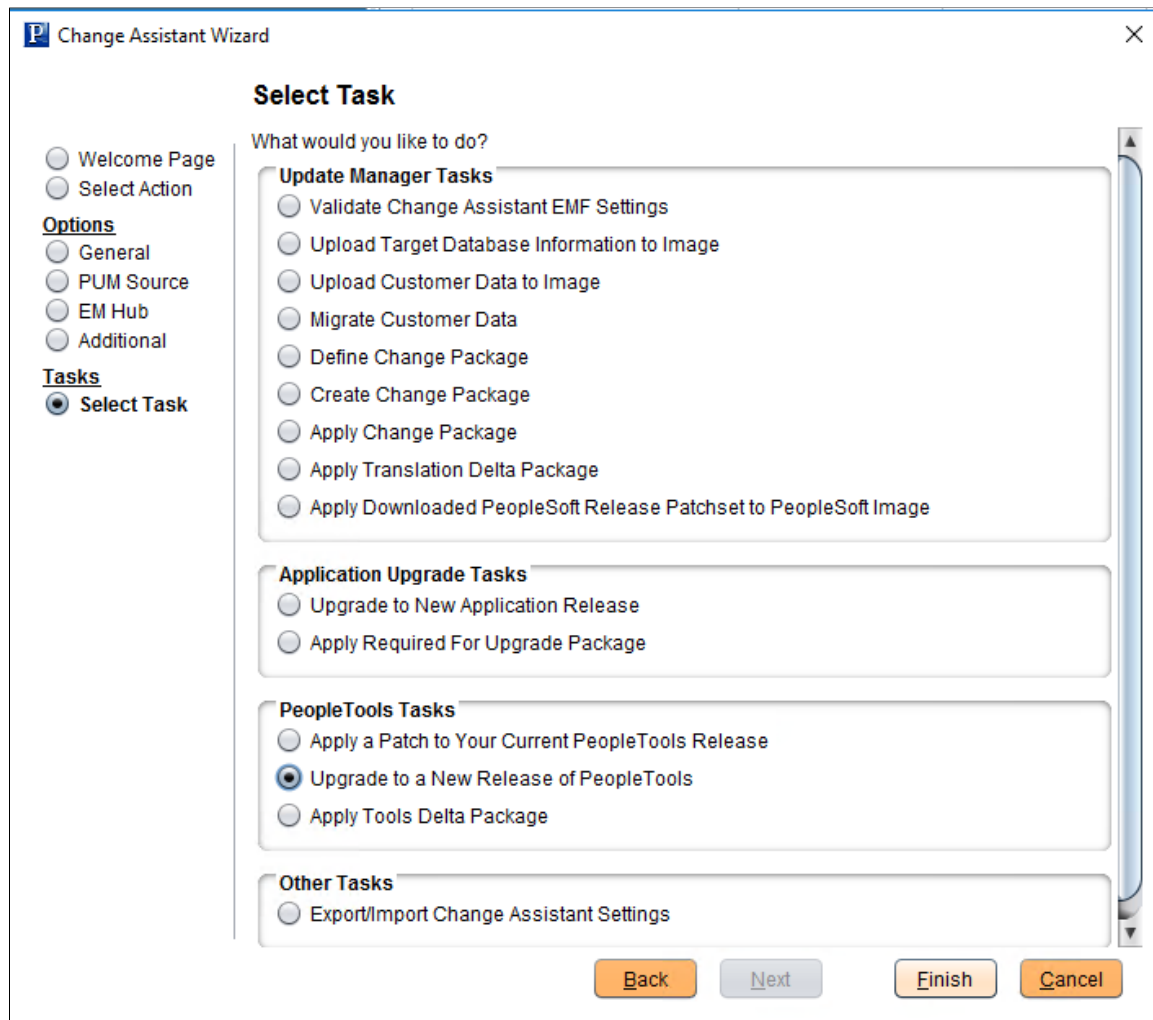 Change Assistant Wizard
Select Task
What would you like to do?
Welcome Page
Select Action
Options
General
PUM Source
EM Hub
Additional
Tasks
Select Task
Update Manager Tasks
Validate Change Assistant EMF Settings
Upload Target Database Information to Image
Upload Customer Data to Image
Migrate Customer Data
Define Change Package
Create Change Package
Apply Change Package
Apply Translation Delta Package
Apply Downloaded PeopleSoft Release Patchset to PeopleSoft Image
Application Upgrade Tasks
Upgrade to New Application Release
Apply Required For Upgrade Package
PeopleTools Tasks
Apply a Patch to Your Current PeopleTools Release
Upgrade to a New Release of PeopleTools
Apply Tools Delta Package
Other Tasks
Export/Import Change Assistant Settings
Back Next Finish Cancel